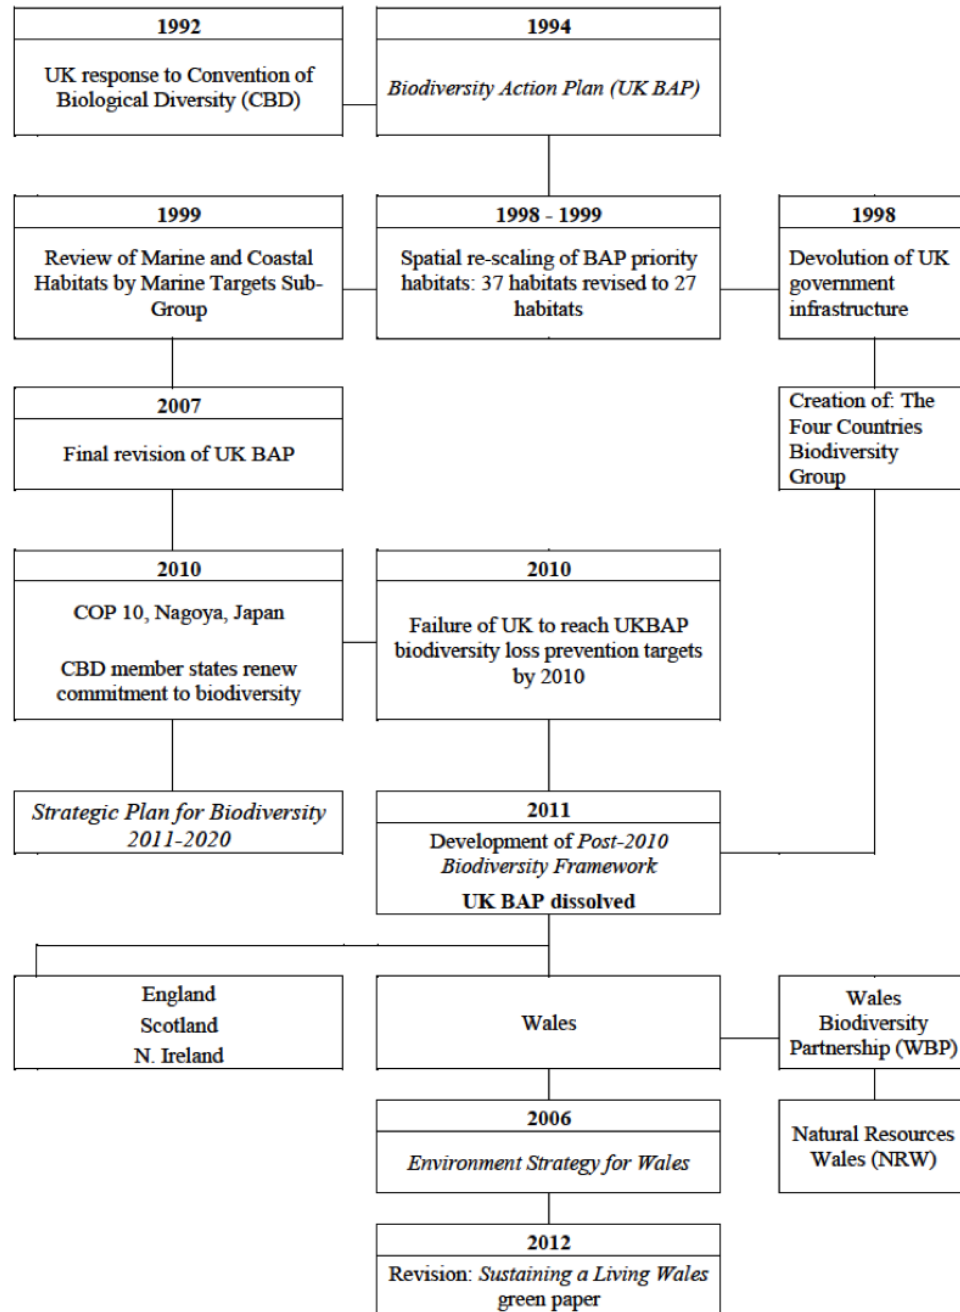 1992
UK response to Convention of
Biological Diversity (CBD)
1994
Biodiversity Action Plan (UK BAP)
1999
Review of Marine and Coastal
Habitats by Marine Targets Sub-
Group
1998 - 1999
Spatial re-scaling of BAP priority
habitats: 37 habitats revised to 27
habitats
1998
Devolution of UK
government
infrastructure
2007
Final revision of UK BAP
Creation of: The
Four Countries
Biodiversity
Group
2010
COP 10, Nagoya, Japan
CBD member states renew
commitment to biodiversity
2010
Failure of UK to reach UKBAP
biodiversity loss prevention targets
by 2010
Strategic Plan for Biodiversity
2011-2020
2011
Development of Post-2010
Biodiversity Framework
UK BAP dissolved
England
Scotland
N. Ireland
Wales
Wales
Biodiversity
Partnership (WBP)
2006
Environment Strategy for Wales
Natural Resources
Wales (NRW)
2012
Revision: Sustaining a Living Wales
green paper